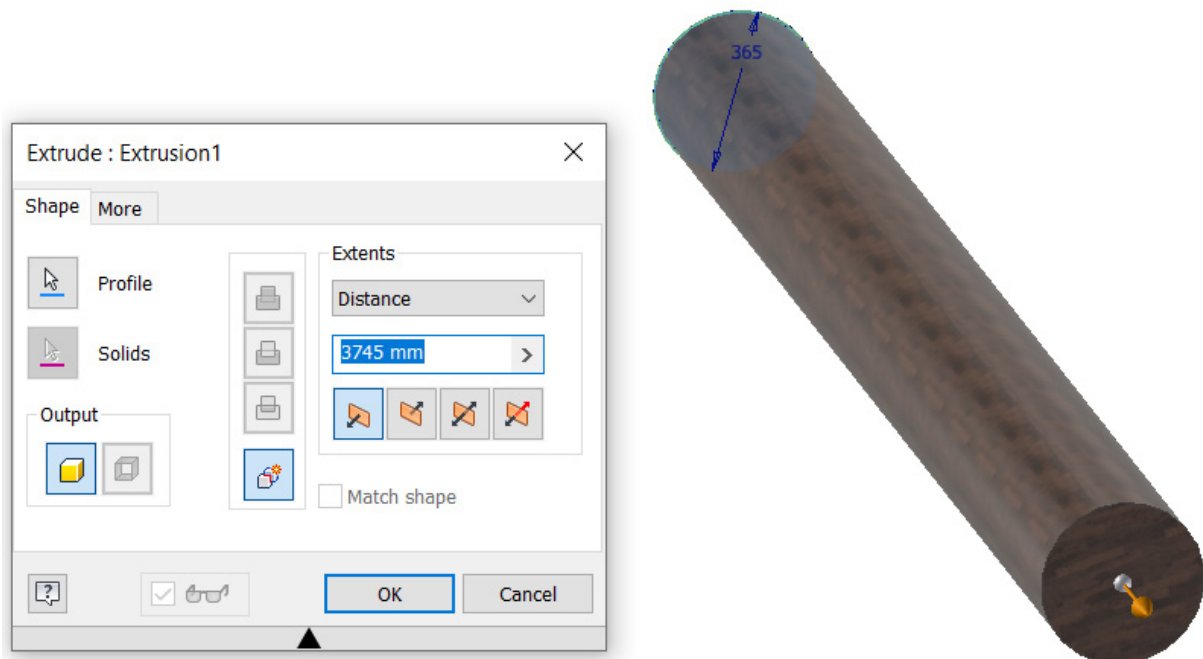 365
Extrude : Extrusion1
Shape More
Profile
Solids
Output
Extents
Distance
3745 mm
Match shape
OK Cancel